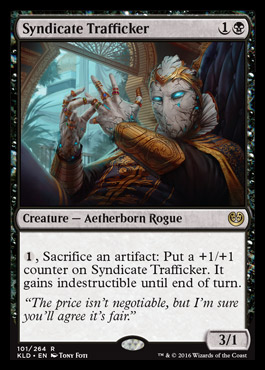 Syndicate Trafficker 1
Creature — Aetherborn Rogue
1, Sacrifice an artifact: Put a +1/+1
counter on Syndicate Trafficker. It
gains indestructible until end of turn.
“The price isn’t negotiable, but I’m sure
you’ll agree it’s fair.”
101/264 R
KLD • EN Tony Foti
3/1
™ & © 2016 Wizards of the Coast